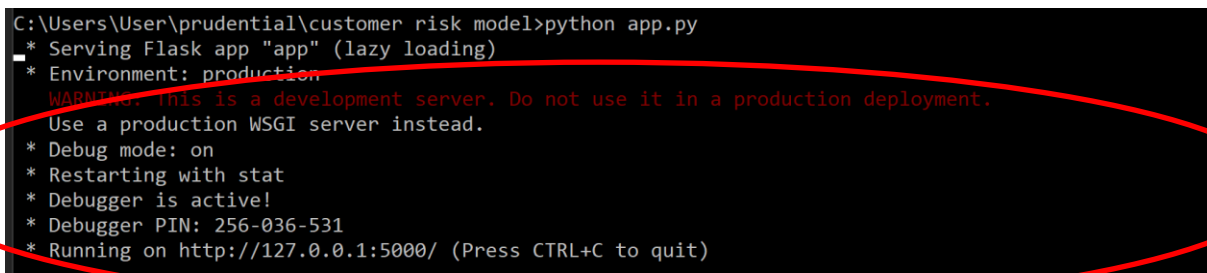 C:\Users\User\prudential\customer risk model>python app.py
* Serving Flask app "app" (lazy loading)
* Environment: production
WARNING: This is a development server. Do not use it in a production deployment.
Use a production WSGI server instead.
* Debug mode: on
* Restarting with stat
* Debugger is active!
* Debugger PIN: 256-036-531
* Running on http://127.0.0.1:5000/ (Press CTRL+C to quit)